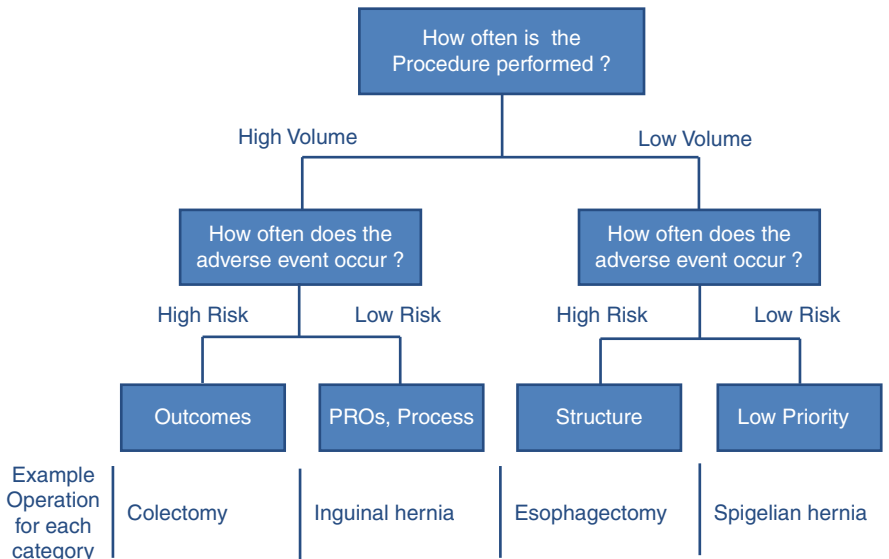 How often is the
Procedure performed ?
High Volume
Low Volume
How often does the
adverse event occur ?
How often does the
adverse event occur ?
High Risk
Low Risk
High Risk
Low Risk
Outcomes
PROs, Process
Structure
Low Priority
Example
Operation
for each
category
Colectomy
Inguinal hernia
Esophagectomy
Spigelian hernia